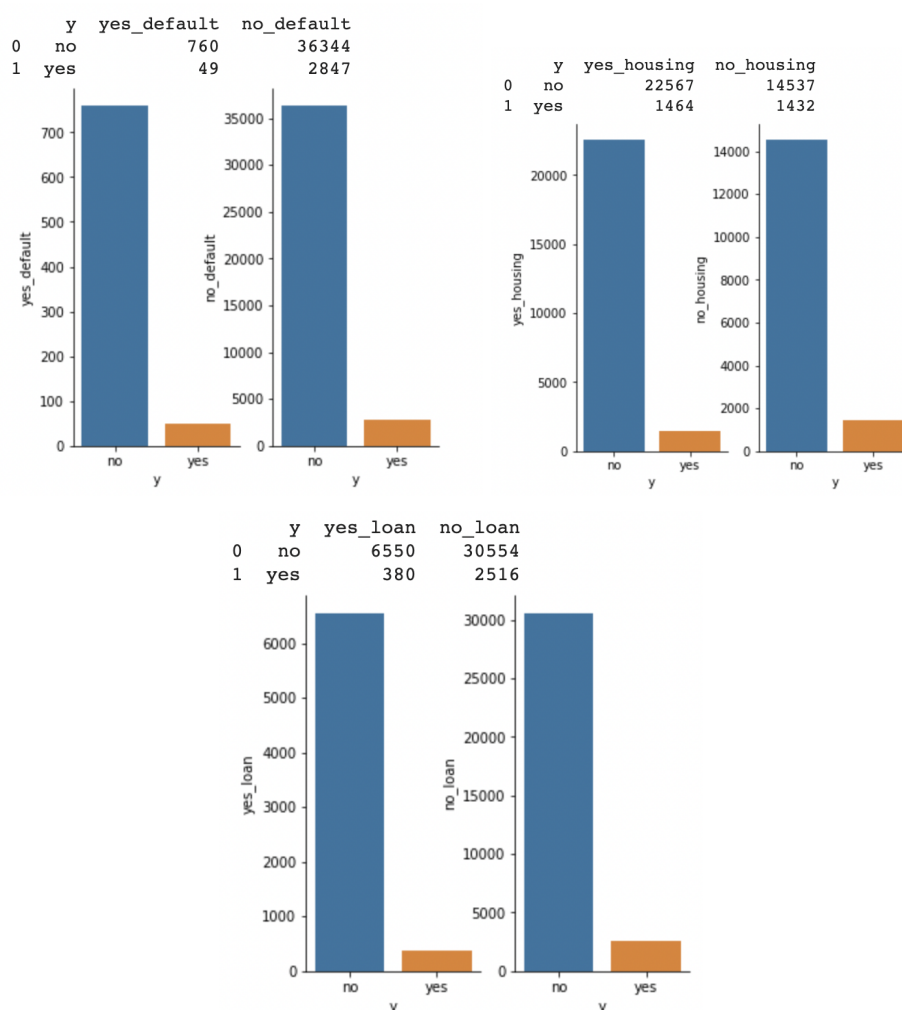 y yes_default no_default
0 no 760 36344
1 yes 49 2847
700
600
500
400
300
200
100
0
yes_default
no yes
y
35000
30000
25000
20000
15000
10000
5000
0
no_default
no yes
y
y yes_housing no_housing
0 no 22567 14537
1 yes 1464 1432
20000
15000
10000
5000
0
yes_housing
no yes
y
14000
12000
10000
8000
6000
4000
2000
0
no_housing
no yes
y
y yes_loan no_loan
0 no 6550 30554
1 yes 380 2516
6000
5000
4000
3000
2000
1000
0
yes_loan
no yes
y
30000
25000
20000
15000
10000
5000
0
no_loan
no yes
y